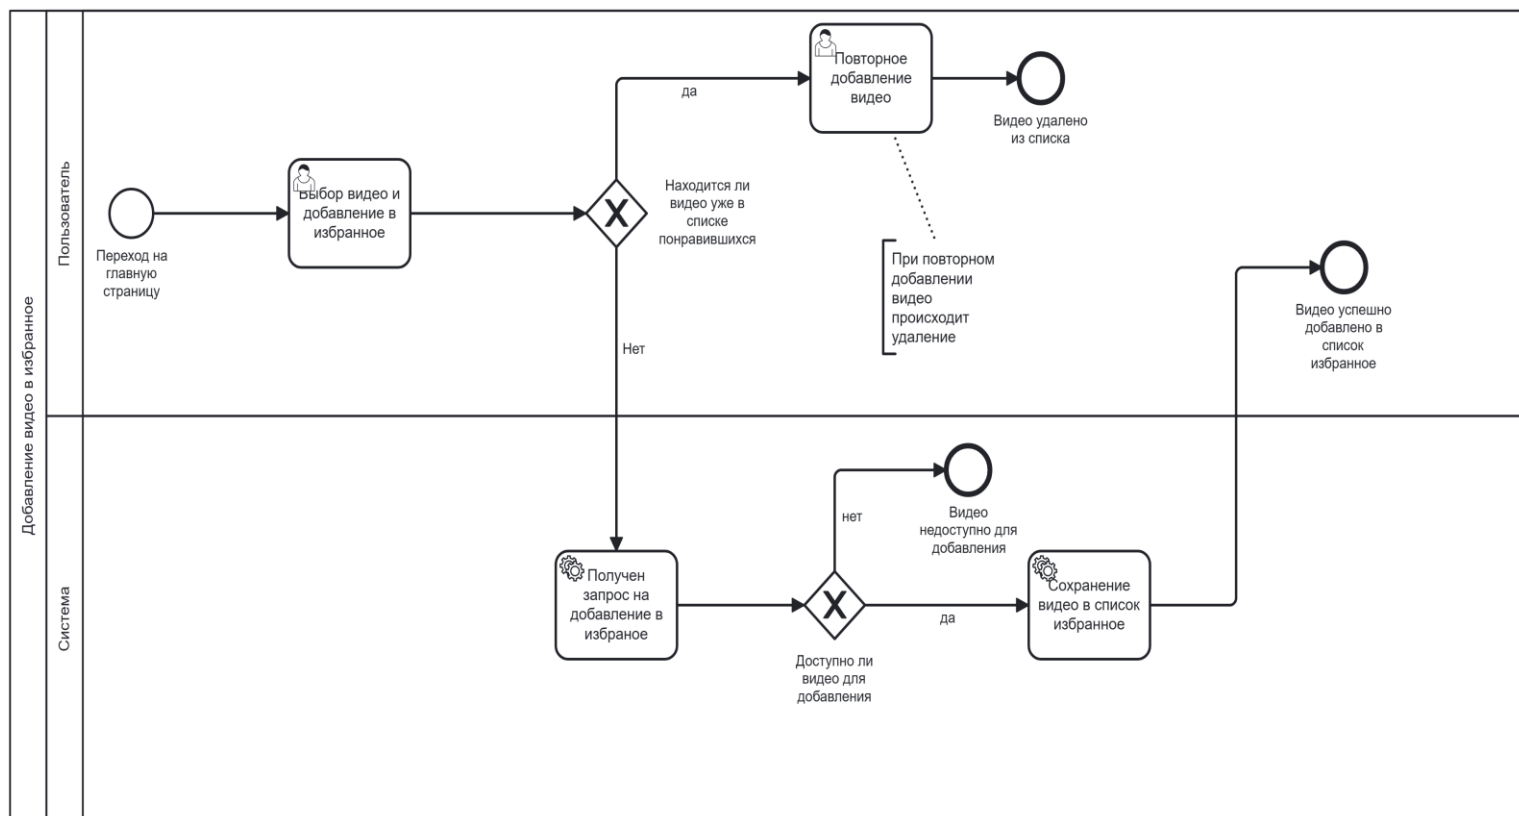 Добавление видео в избранное
Пользователь
Переход на
главную
страницу
Выбор видео и
добавление в
избранное
Находится ли
видео уже в
списке
понравившихся
да
Повторное
добавление
видео
Видео удалено
из списка
При повторном
добавлении
видео
происходит
удаление
Нет
Видео успешно
добавлено в
список
избранное
Система
Получен
запрос на
добавление в
избраное
Доступно ли
видео для
добавления
нет
Видео
недоступно для
добавления
да
Сохранение
видео в список
избранное